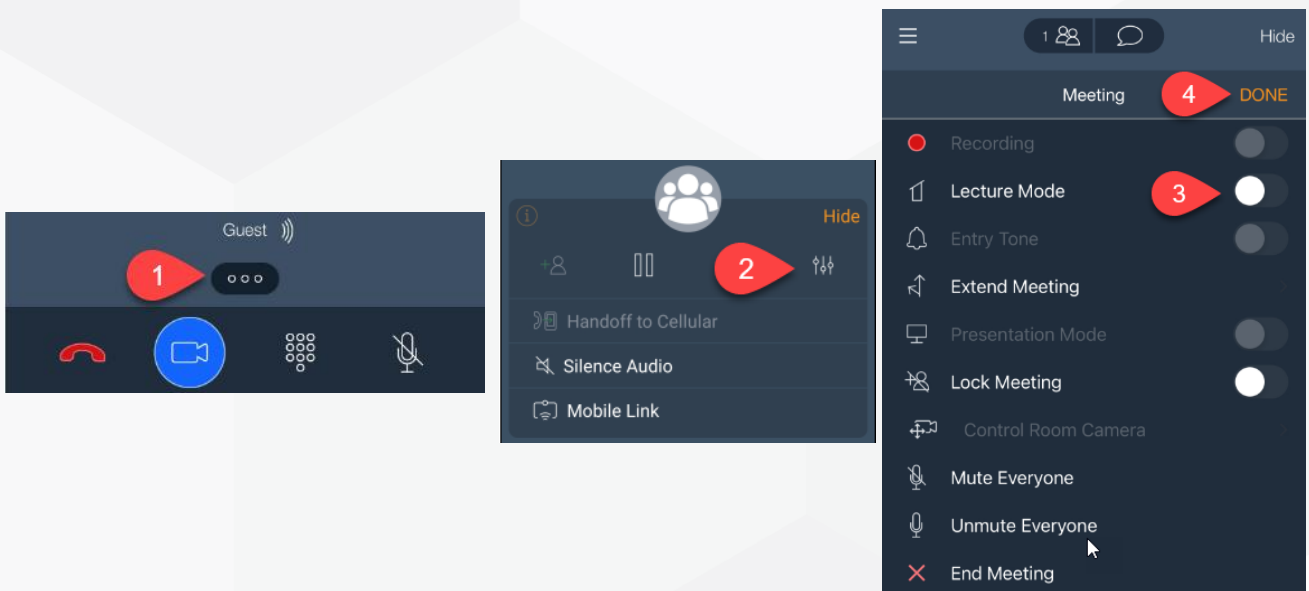 Guest
1
2
Hide
Handoff to Cellular
Silence Audio
Mobile Link
1
Hide
Meeting
4
DONE
Recording
Lecture Mode
3
Entry Tone
Extend Meeting
Presentation Mode
Lock Meeting
Control Room Camera
Mute Everyone
Unmute Everyone
End Meeting